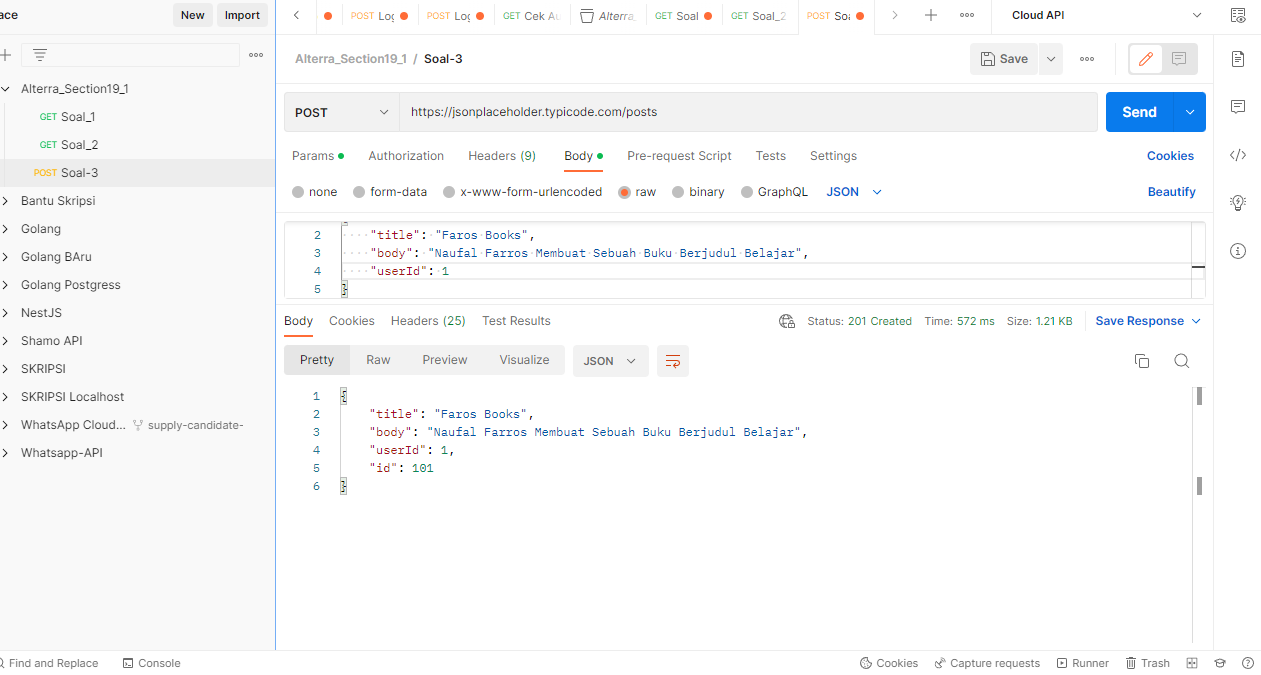 ace New Import
POST Log POST Log GET Cek Au Alterra_ GET Soal GET Soal_2 POST Soa Cloud API
Alterra_Section19_1 / Soal-3 Save
Alterra_Section19_1
GET Soal_1
GET Soal_2
POST Soal-3
Bantu Skripsi
Golang
Golang BAru
Golang Postgress
NestJS
Shamo API
SKRIPSI
SKRIPSI Localhost
WhatsApp Cloud... supply-candidate-
Whatsapp-API
POST https://jsonplaceholder.typicode.com/posts Send
Params Authorization Headers (9) Body Pre-request Script Tests Settings Cookies
none form-data x-www-form-urlencoded raw binary GraphQL JSON Beautify
2 "title": "Faros Books",
3 "body": "Naufal Farros Membuat Sebuah Buku Berjudul Belajar",
4 "userId": 1
5 }
Body Cookies Headers (25) Test Results Status: 201 Created Time: 572 ms Size: 1.21 KB Save Response
Pretty Raw Preview Visualize JSON
1 {
2 "title": "Faros Books",
3 "body": "Naufal Farros Membuat Sebuah Buku Berjudul Belajar",
4 "userId": 1,
5 "id": 101
6 }
Find and Replace Console Cookies Capture requests Runner Trash